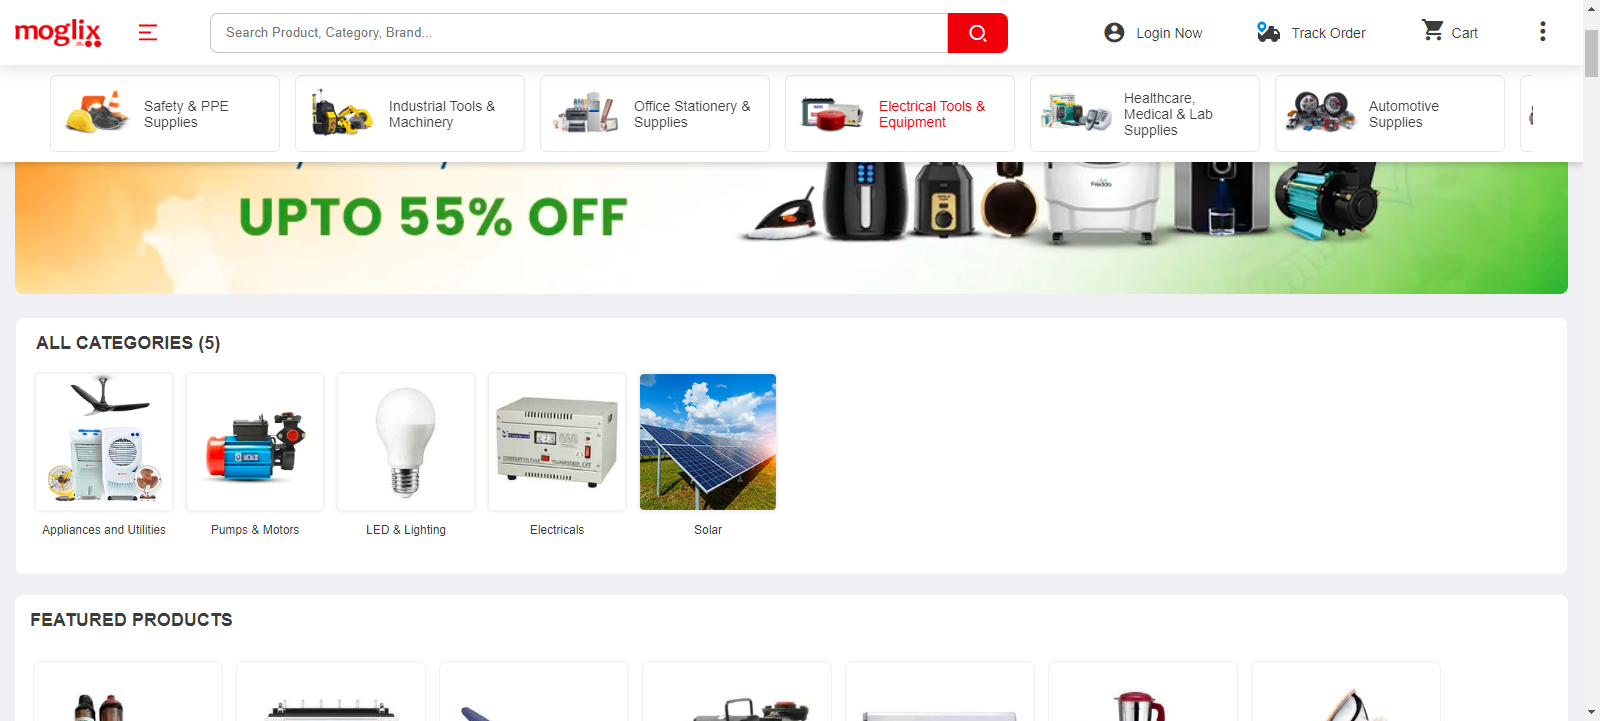 moglix
Search Product, Category, Brand...
Login Now
Track Order
Cart
Safety & PPE
Supplies
Industrial Tools &
Machinery
Office Stationery &
Supplies
Electrical Tools &
Equipment
Healthcare,
Medical & Lab
Supplies
Automotive
Supplies
UPTO 55% OFF
ALL CATEGORIES (5)
Appliances and Utilities
Pumps & Motors
LED & Lighting
Electricals
Solar
FEATURED PRODUCTS